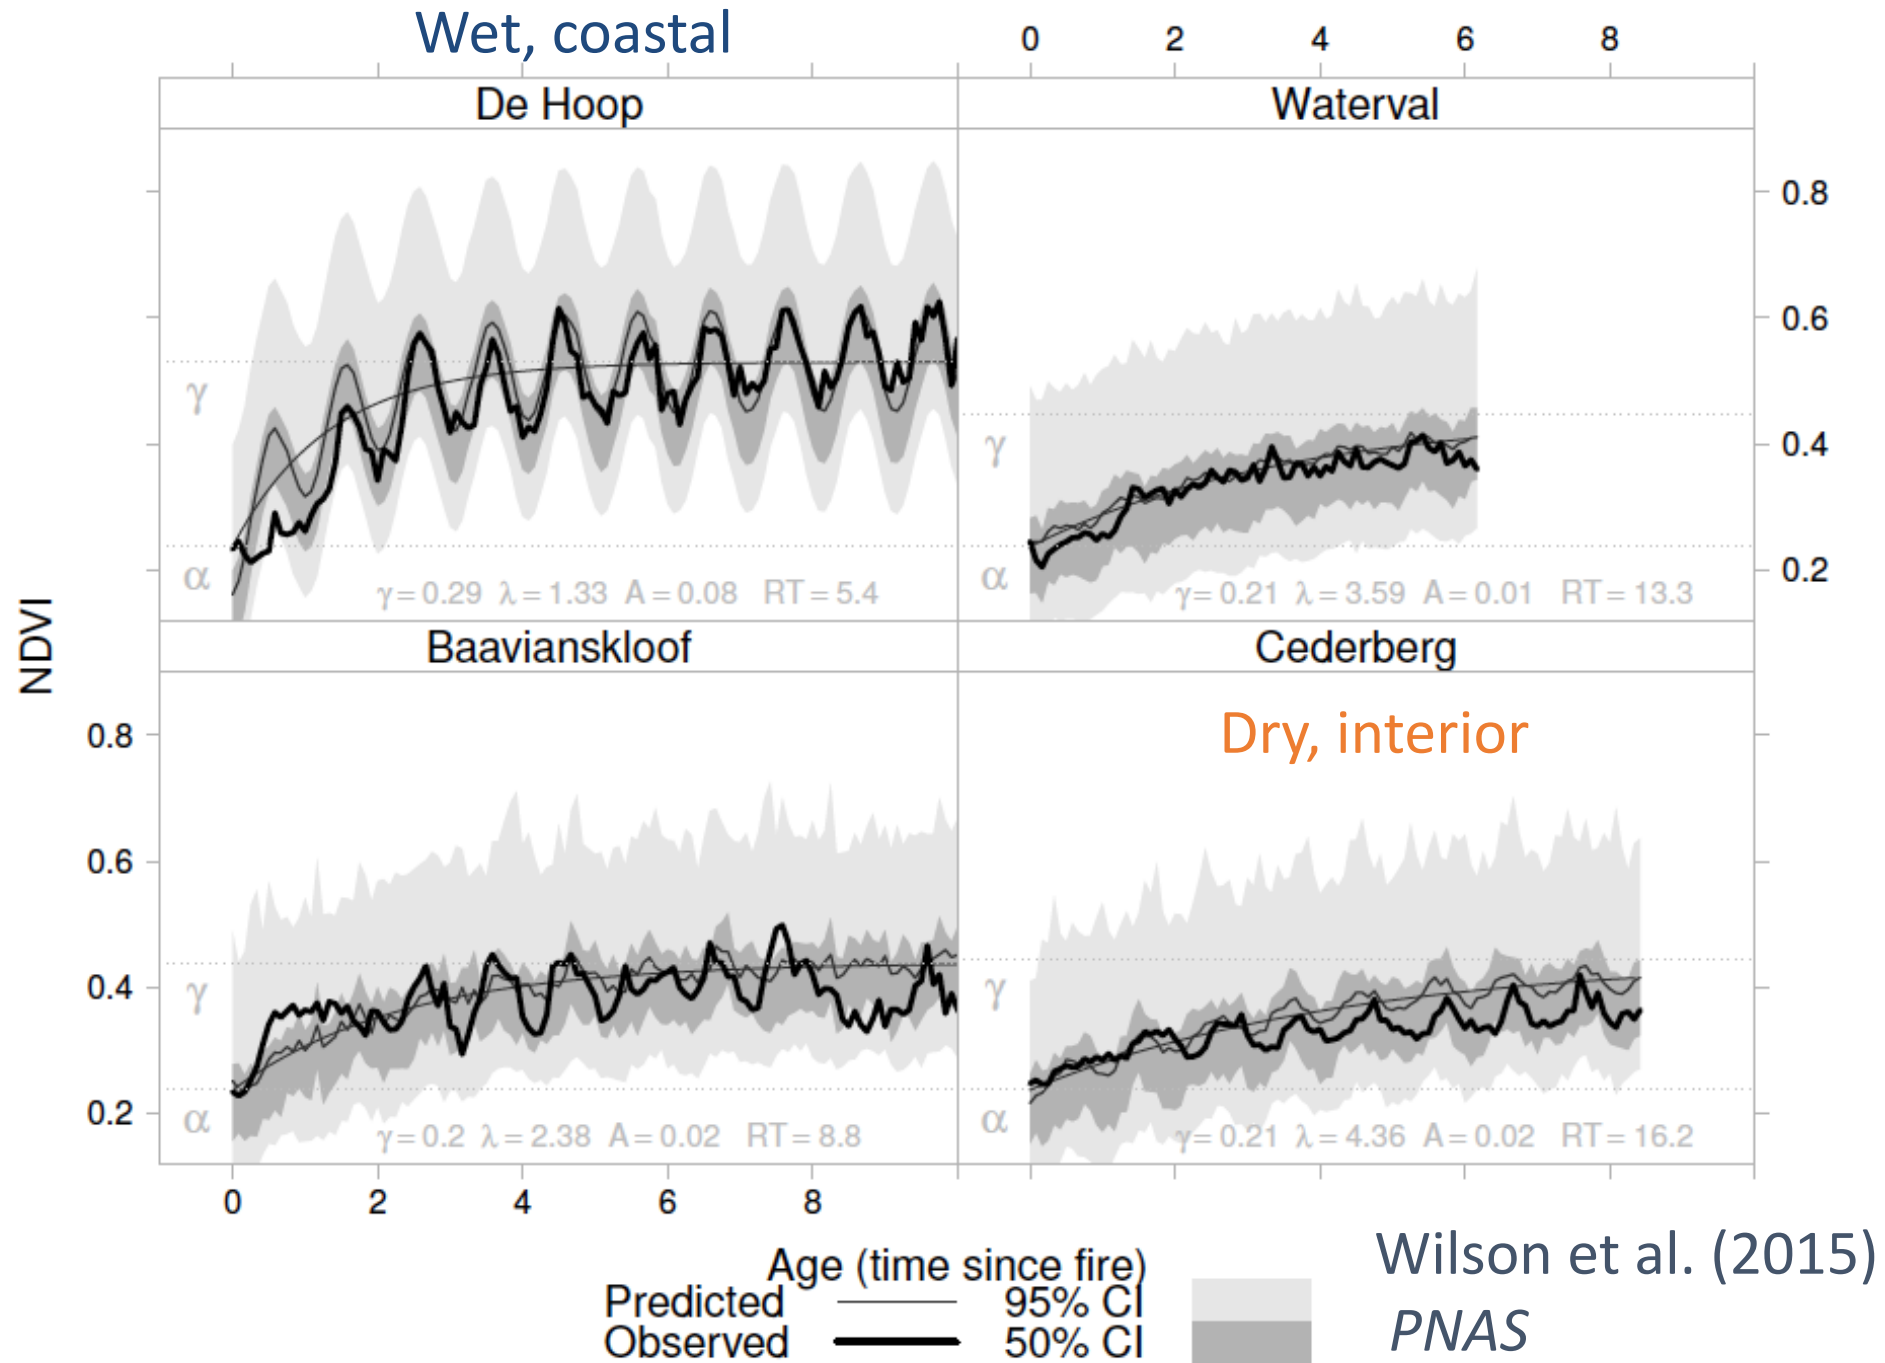 Wet, coastal
0 2 4 6 8
De Hoop
Waterval
0.8
0.6
0.4
0.2
γ
α
γ = 0.29 λ = 1.33 A = 0.08 RT = 5.4
γ
α
γ = 0.21 λ = 3.59 A = 0.01 RT = 13.3
NDVI
Baavianskloof
Cederberg
Dry, interior
0.8
0.6
0.4
0.2
γ
α
γ = 0.2 λ = 2.38 A = 0.02 RT = 8.8
γ
α
γ = 0.21 λ = 4.36 A = 0.02 RT = 16.2
0 2 4 6 8
Age (time since fire)
Predicted 95% CI
Observed 50% CI
Wilson et al. (2015)
PNAS